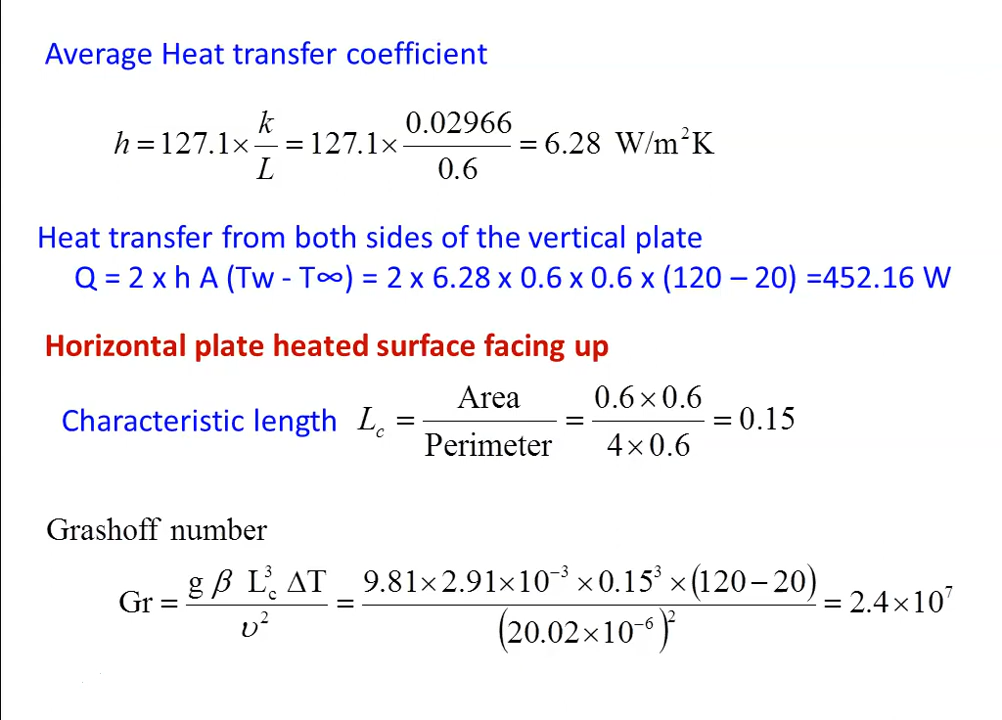 Average Heat transfer coefficient
h = 127.1 × k/L = 127.1 × 0.02966/0.6 = 6.28 W/m²K
Heat transfer from both sides of the vertical plate
Q = 2 x h A (Tw - T∞) = 2 x 6.28 x 0.6 x 0.6 x (120 – 20) =452.16 W
Horizontal plate heated surface facing up
Characteristic length L_c = Area/Perimeter = 0.6 × 0.6/4 × 0.6 = 0.15
Grashoff number
Gr = g β L_c³ ΔT/υ² = 9.81 × 2.91 × 10⁻³ × 0.15³ × (120 − 20)/(20.02 × 10⁻⁶)² = 2.4 × 10⁷